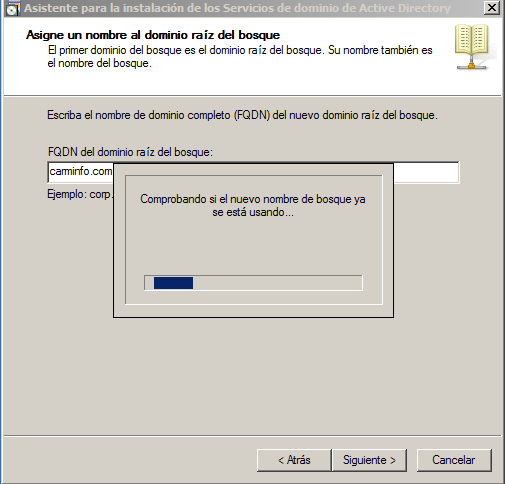 Asistente para la instalación de los Servicios de dominio de Active Directory
Asigne un nombre al dominio raíz del bosque
El primer dominio del bosque es el dominio raíz del bosque. Su nombre también es
el nombre del bosque.
Escriba el nombre de dominio completo (FQDN) del nuevo dominio raíz del bosque.
FQDN del dominio raíz del bosque:
carminfo.com
Ejemplo: corp.
Comprobando si el nuevo nombre de bosque ya
se está usando...
< Atrás
Siguiente >
Cancelar